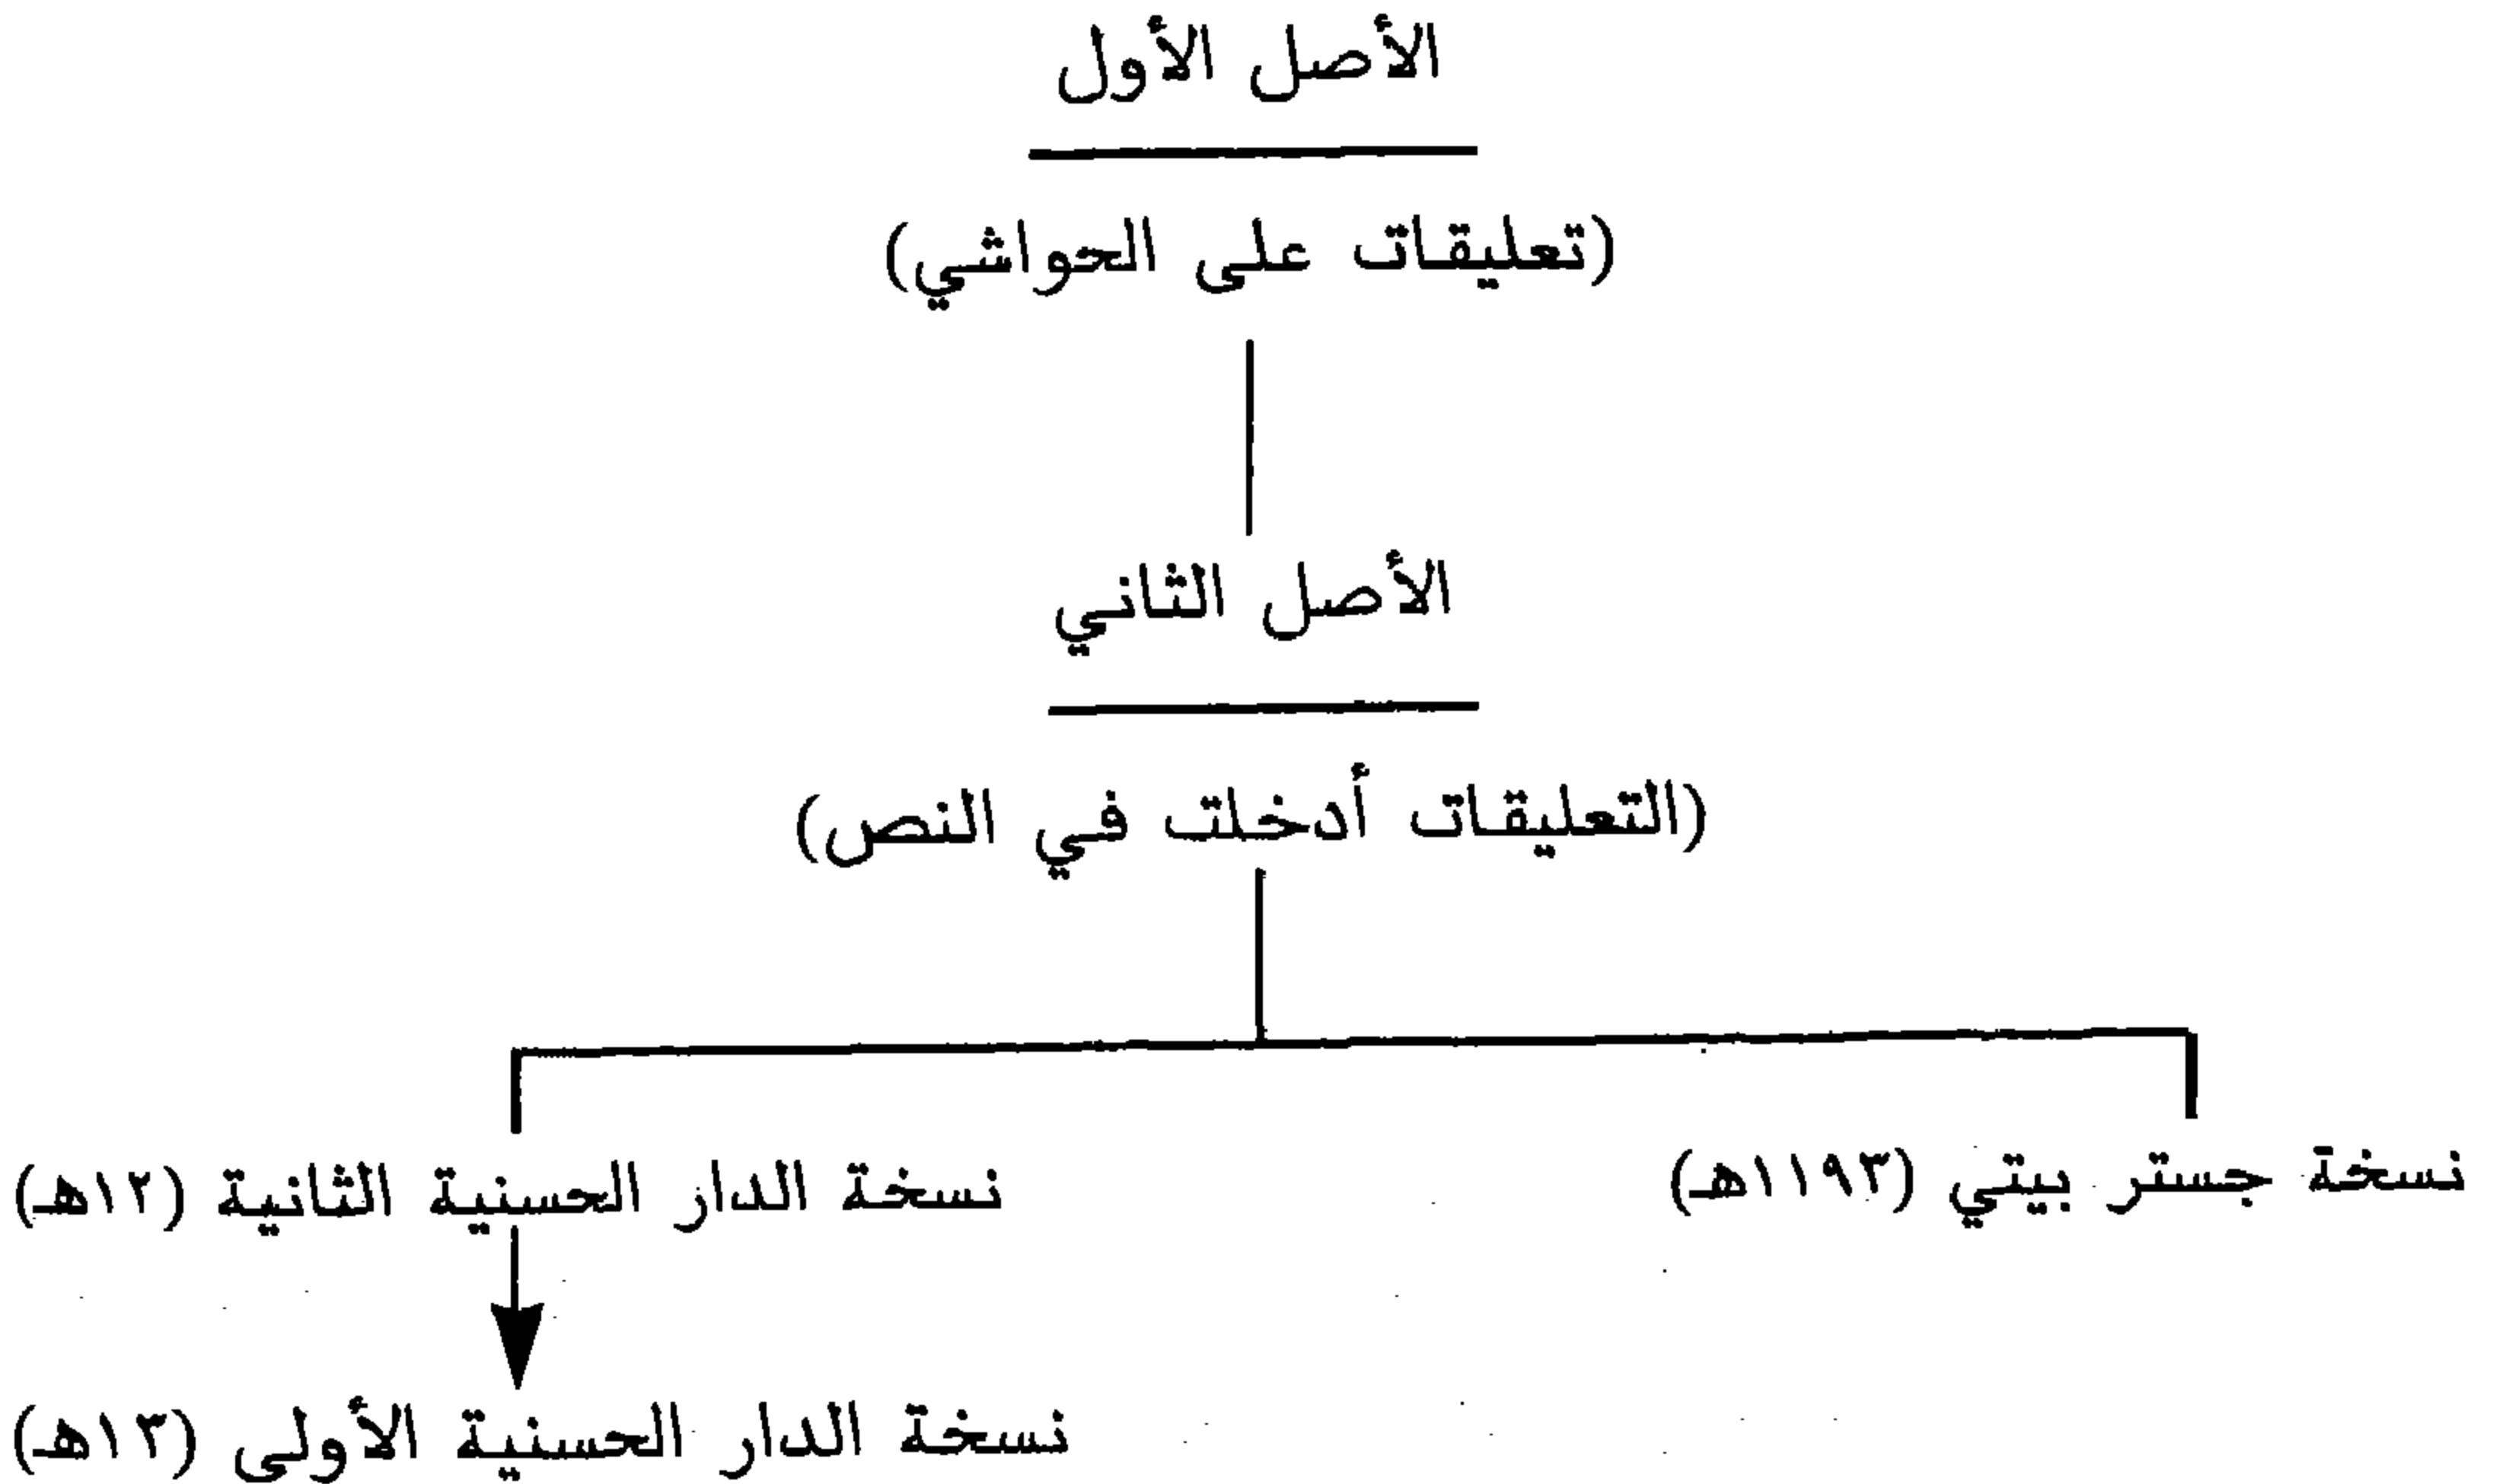 الأصل الأول
(تعليقات على الحواشي)
الأصل الثاني
(التعليقات أدخلت في النص)
نسخة جستر بيتي (١١٩٣هـ)
نسخة الدار الحسنية الثانية (١٢هـ)
نسخة الدار الحسنية الأولى (١٣هـ)